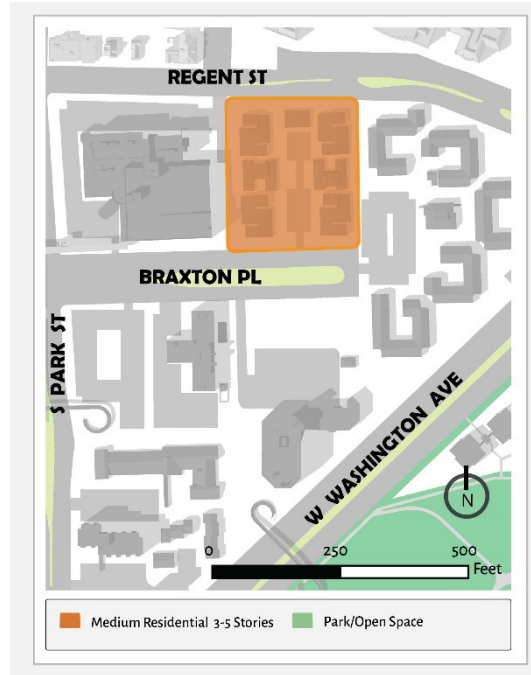 REGENT ST
BRAXTON PL
S PARK ST
W WASHINGTON AVE
N
0 250 500
Feet
Medium Residential 3-5 Stories Park/Open Space